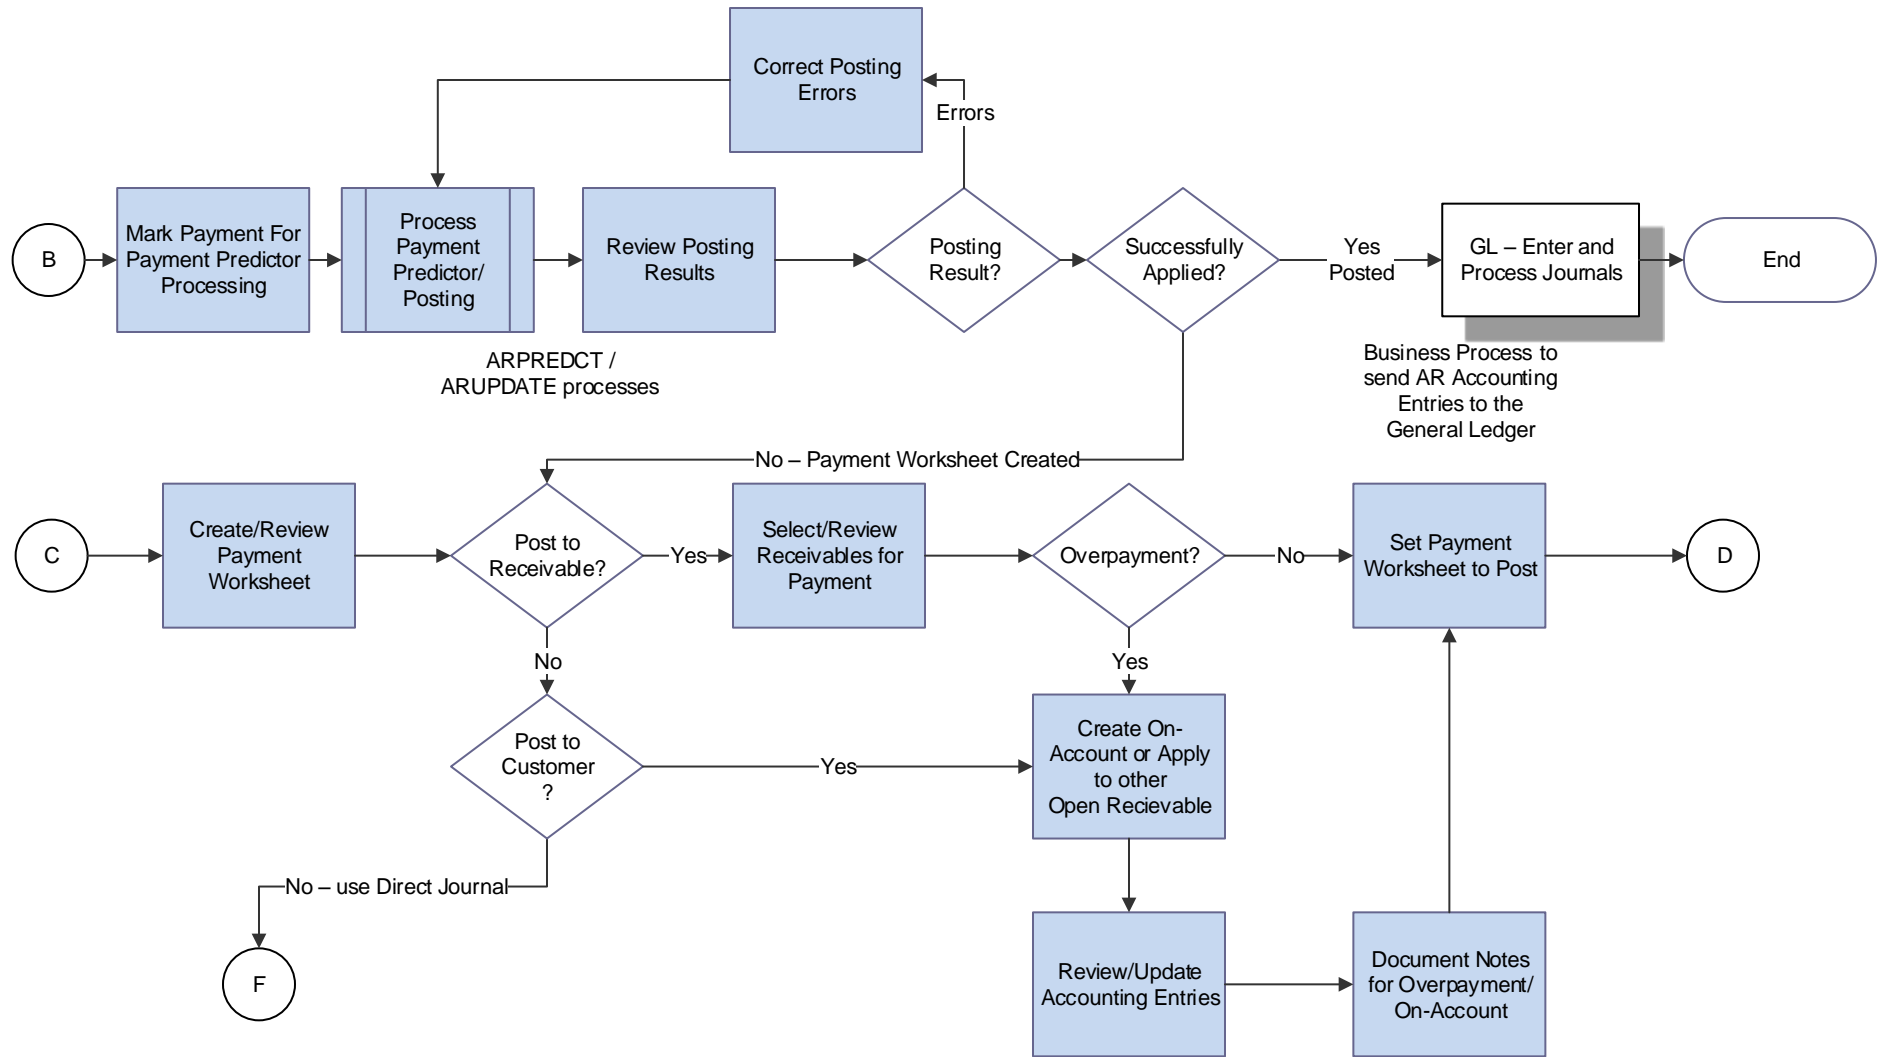 Correct Posting
Errors
Errors
B
Mark Payment For
Payment Predictor
Processing
Process
Payment
Predictor/
Posting
Review Posting
Results
Posting
Result?
Successfully
Applied?
Yes
Posted
GL – Enter and
Process Journals
End
ARPREDCT /
ARUPDATE processes
Business Process to
send AR Accounting
Entries to the
General Ledger
No – Payment Worksheet Created
C
Create/Review
Payment
Worksheet
Post to
Receivable?
Yes
Select/Review
Receivables for
Payment
Overpayment?
No
Set Payment
Worksheet to Post
D
No
Yes
Post to
Customer
?
Yes
Create On-
Account or Apply
to other
Open Recievable
No – use Direct Journal
F
Review/Update
Accounting Entries
Document Notes
for Overpayment/
On-Account